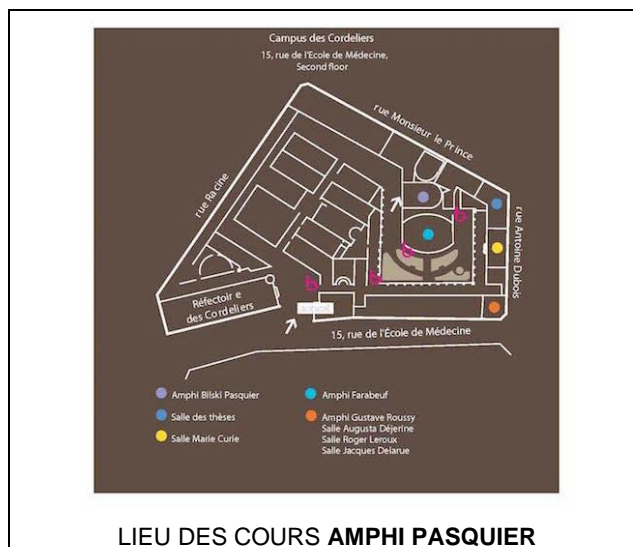 Campus des Cordeliers
15, rue de l'Ecole de Médecine,
Second floor
rue Monsieur le Prince
rue Racine
rue Antoine Dubois
Réfectoire
des Cordeliers
15, rue de l'École de Médecine
Amphi Bilski Pasquier
Salle des thèses
Salle Marie Curie
Amphi Farabeuf
Amphi Gustave Roussy
Salle Augusta Déjerine
Salle Roger Leroux
Salle Jacques Delarue
LIEU DES COURS AMPHI PASQUIER